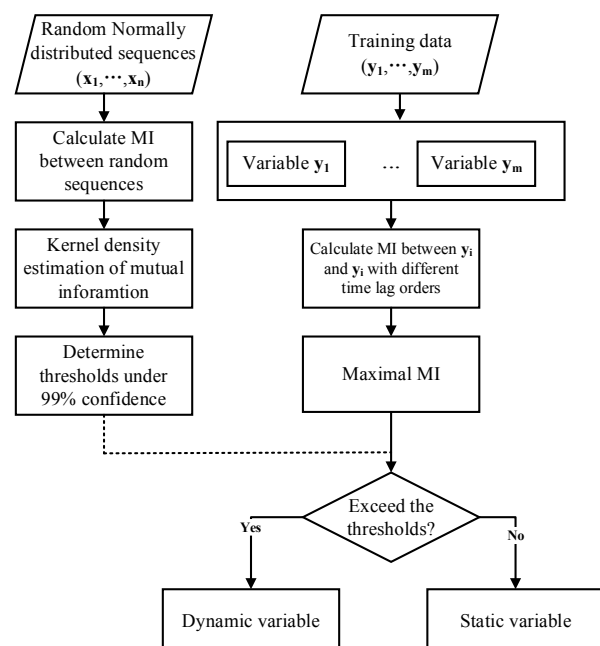 Random Normally
distributed sequences
(x1,⋯,xn)
Calculate MI
between random
sequences
Kernel density
estimation of mutual
inforamtion
Determine
thresholds under
99% confidence
Training data
(y1,⋯,ym)
Variable y1
...
Variable ym
Calculate MI between yi
and yi with different
time lag orders
Maximal MI
Exceed the
thresholds?
Yes
No
Dynamic variable
Static variable